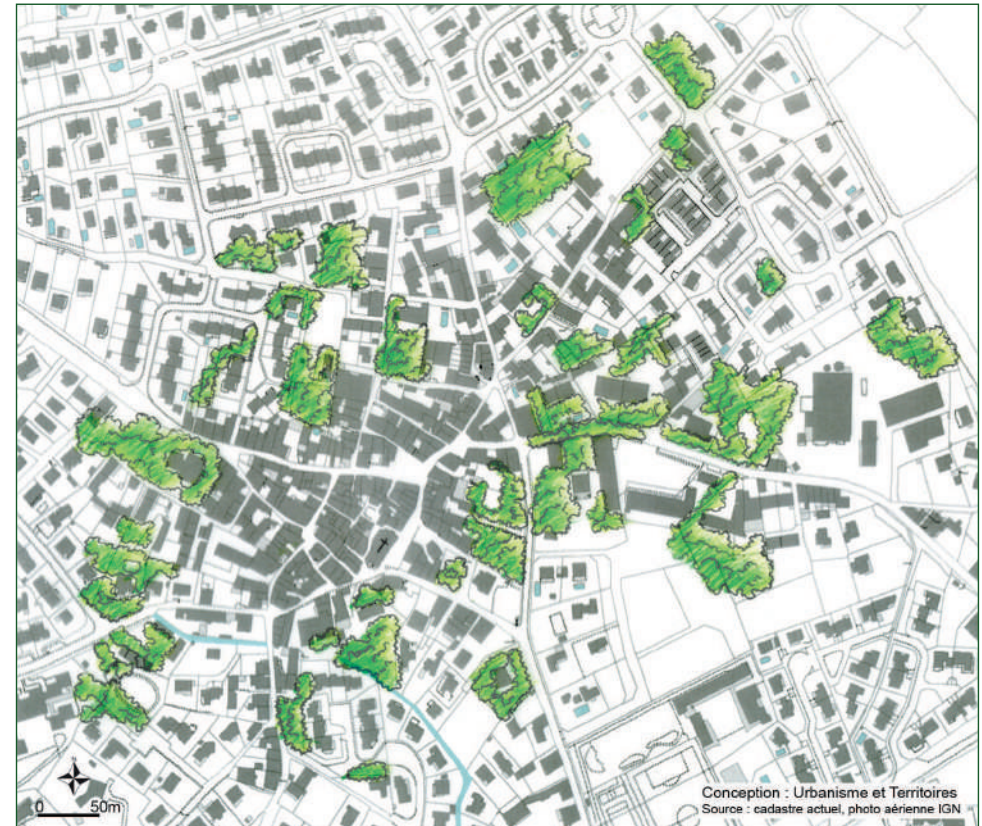 N
0 50m
Conception : Urbanisme et Territoires
Source : cadastre actuel, photo aérienne IGN